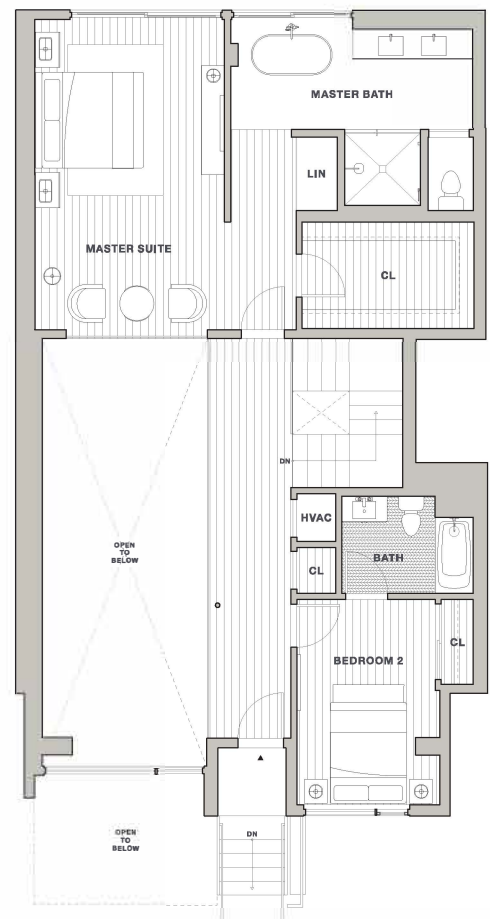 MASTER BATH
LIN
MASTER SUITE
CL
DN
HVAC
OPEN
TO
BELOW
BATH
CL
CL
BEDROOM 2
DN
OPEN
TO
BELOW